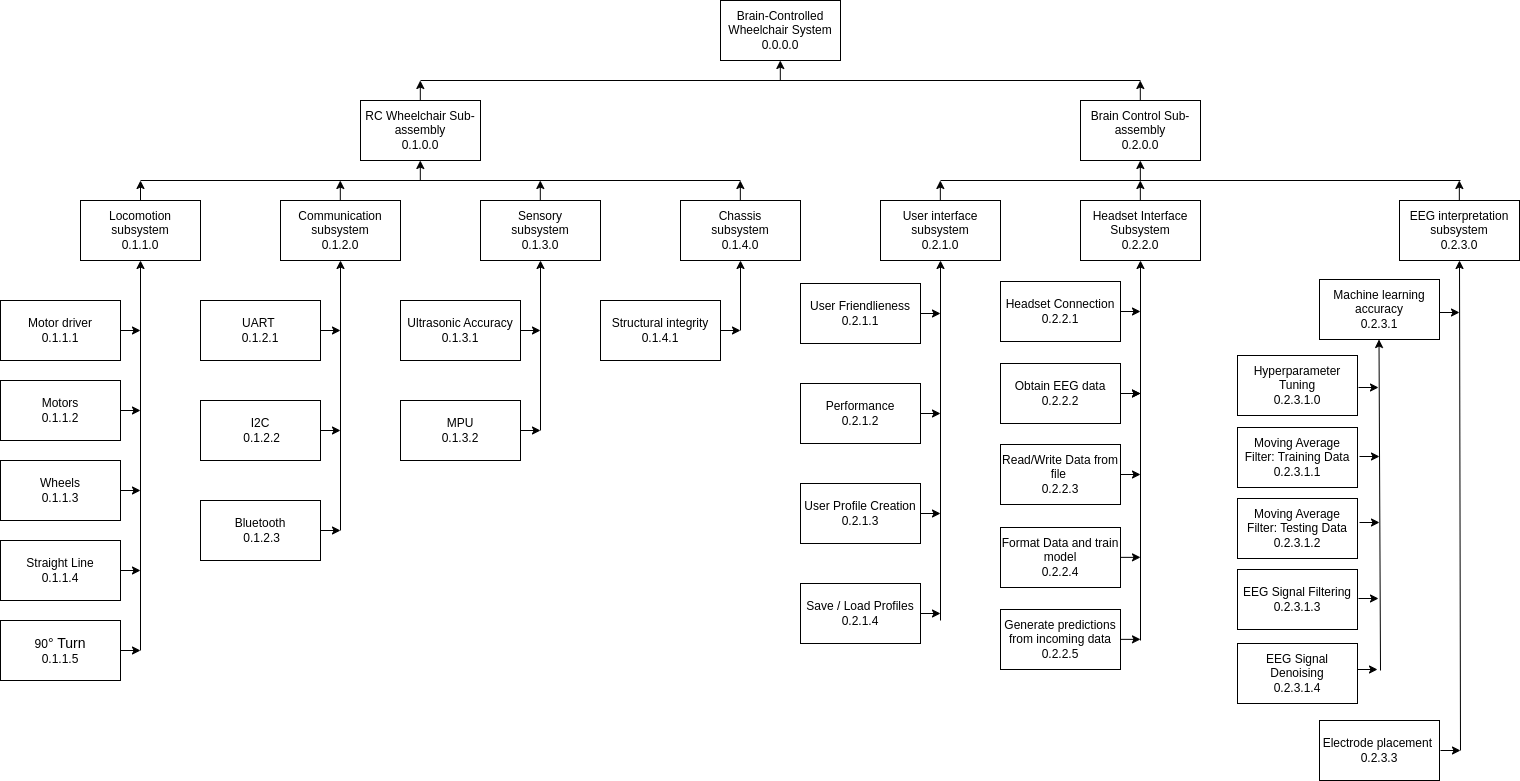 Brain-Controlled
Wheelchair System
0.0.0.0
RC Wheelchair Sub-
assembly
0.1.0.0
Brain Control Sub-
assembly
0.2.0.0
Locomotion
subsystem
0.1.1.0
Communication
subsystem
0.1.2.0
Sensory
subsystem
0.1.3.0
Chassis
subsystem
0.1.4.0
User interface
subsystem
0.2.1.0
Headset Interface
Subsystem
0.2.2.0
EEG interpretation
subsystem
0.2.3.0
Motor driver
0.1.1.1
Motors
0.1.1.2
Wheels
0.1.1.3
Straight Line
0.1.1.4
90° Turn
0.1.1.5
UART
0.1.2.1
I2C
0.1.2.2
Bluetooth
0.1.2.3
Ultrasonic Accuracy
0.1.3.1
MPU
0.1.3.2
Structural integrity
0.1.4.1
User Friendlieness
0.2.1.1
Performance
0.2.1.2
User Profile Creation
0.2.1.3
Save / Load Profiles
0.2.1.4
Headset Connection
0.2.2.1
Obtain EEG data
0.2.2.2
Read/Write Data from
file
0.2.2.3
Format Data and train
model
0.2.2.4
Generate predictions
from incoming data
0.2.2.5
Machine learning
accuracy
0.2.3.1
Hyperparameter
Tuning
0.2.3.1.0
Moving Average
Filter: Training Data
0.2.3.1.1
Moving Average
Filter: Testing Data
0.2.3.1.2
EEG Signal Filtering
0.2.3.1.3
EEG Signal
Denoising
0.2.3.1.4
Electrode placement
0.2.3.3